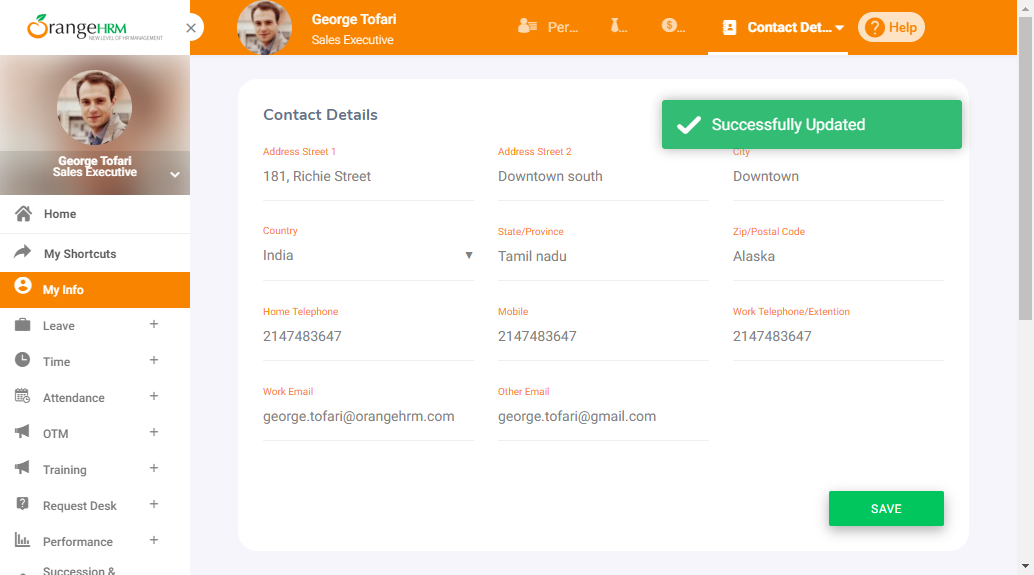 OrangeHRM
NEW LEVEL OF HR MANAGEMENT
George Tofari
Sales Executive
Home
My Shortcuts
My Info
Leave +
Time +
Attendance +
OTM +
Training +
Request Desk +
Performance +
Succession &
George Tofari
Sales Executive
Per...
...
$...
Contact Det...
? Help
Contact Details
Successfully Updated
Address Street 1
181, Richie Street
Address Street 2
Downtown south
City
Downtown
Country
India
State/Province
Tamil nadu
Zip/Postal Code
Alaska
Home Telephone
2147483647
Mobile
2147483647
Work Telephone/Extention
2147483647
Work Email
george.tofari@orangehrm.com
Other Email
george.tofari@gmail.com
SAVE